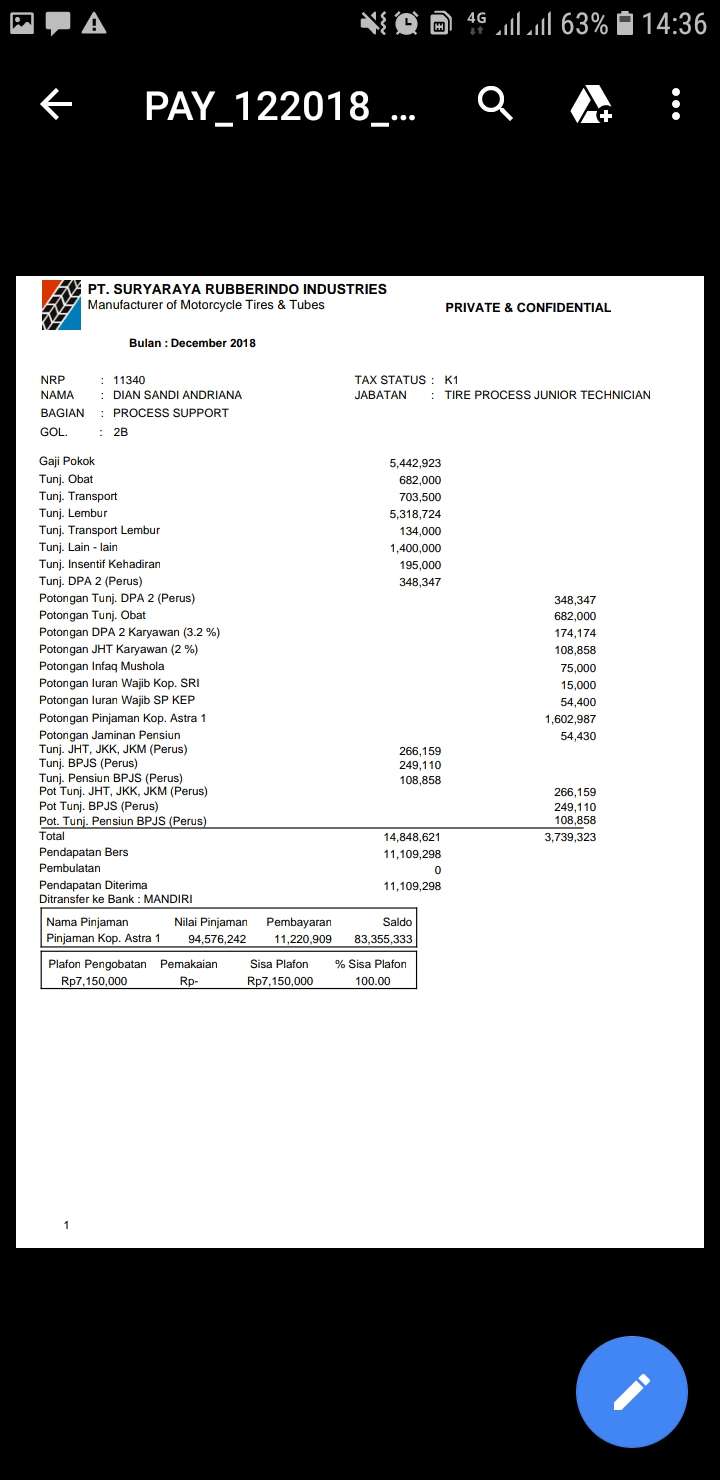 4G 63% 14:36
PAY_122018_...
PT. SURYARAYA RUBBERINDO INDUSTRIES
Manufacturer of Motorcycle Tires & Tubes
PRIVATE & CONFIDENTIAL
Bulan : December 2018
NRP : 11340 TAX STATUS : K1
NAMA : DIAN SANDI ANDRIANA JABATAN : TIRE PROCESS JUNIOR TECHNICIAN
BAGIAN : PROCESS SUPPORT
GOL. : 2B
Gaji Pokok 5,442,923
Tunj. Obat 682,000
Tunj. Transport 703,500
Tunj. Lembur 5,318,724
Tunj. Transport Lembur 134,000
Tunj. Lain - lain 1,400,000
Tunj. Insentif Kehadiran 195,000
Tunj. DPA 2 (Perus) 348,347
Potongan Tunj. DPA 2 (Perus) 348,347
Potongan Tunj. Obat 682,000
Potongan DPA 2 Karyawan (3.2 %) 174,174
Potongan JHT Karyawan (2 %) 108,858
Potongan Infaq Mushola 75,000
Potongan Iuran Wajib Kop. SRI 15,000
Potongan Iuran Wajib SP KEP 54,400
Potongan Pinjaman Kop. Astra 1 1,602,987
Potongan Jaminan Pensiun 54,430
Tunj. JHT, JKK, JKM (Perus) 266,159
Tunj. BPJS (Perus) 249,110
Tunj. Pensiun BPJS (Perus) 108,858
Pot Tunj. JHT, JKK, JKM (Perus) 266,159
Pot Tunj. BPJS (Perus) 249,110
Pot. Tunj. Pensiun BPJS (Perus) 108,858
Total 14,848,621 3,739,323
Pendapatan Bers 11,109,298
Pembulatan 0
Pendapatan Diterima 11,109,298
Ditransfer ke Bank : MANDIRI
Nama Pinjaman Nilai Pinjaman Pembayaran Saldo
Pinjaman Kop. Astra 1 94,576,242 11,220,909 83,355,333
Plafon Pengobatan Pemakaian Sisa Plafon % Sisa Plafon
Rp7,150,000 Rp- Rp7,150,000 100.00
1